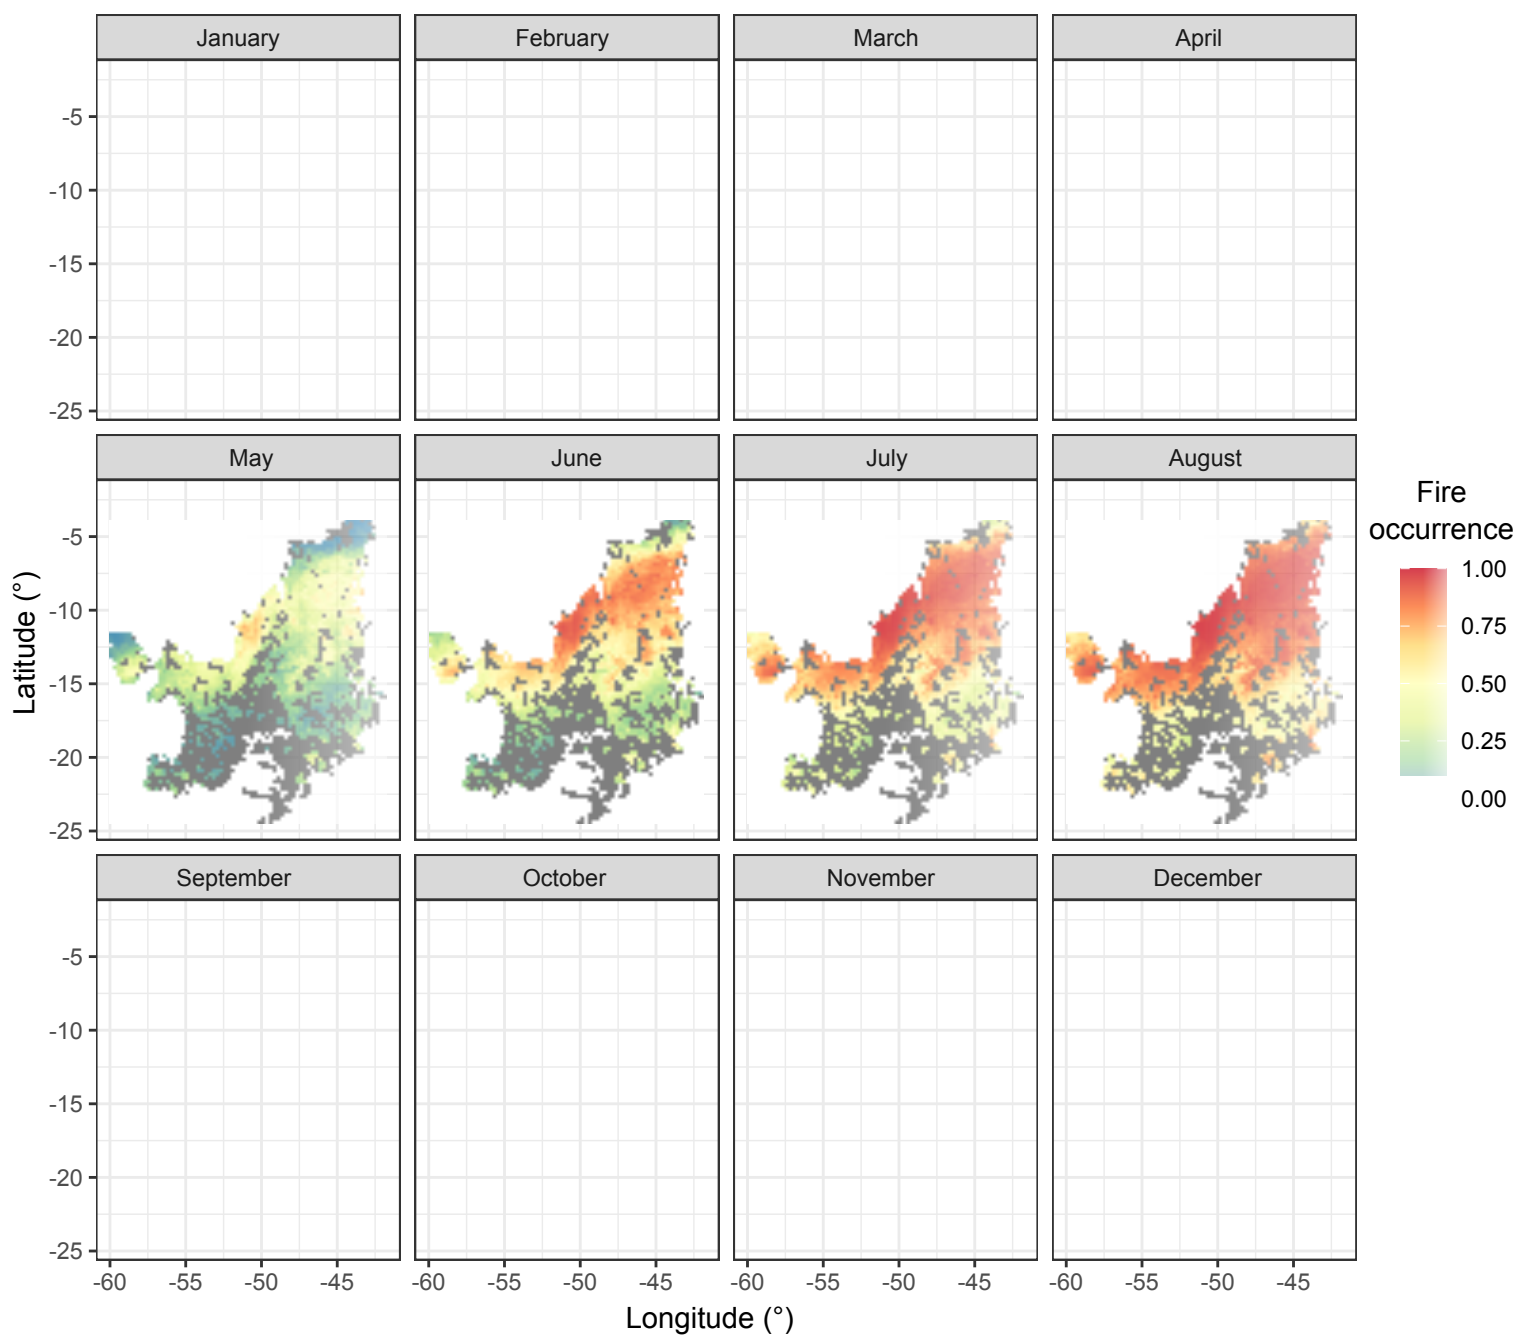 January February March April
-5
-10
-15
-20
-25
May June July August
-5
-10
-15
-20
-25
September October November December
-5
-10
-15
-20
-25
-60 -55 -50 -45 -60 -55 -50 -45 -60 -55 -50 -45 -60 -55 -50 -45
Longitude (°)
Latitude (°)
Fire
occurrence
1.00
0.75
0.50
0.25
0.00